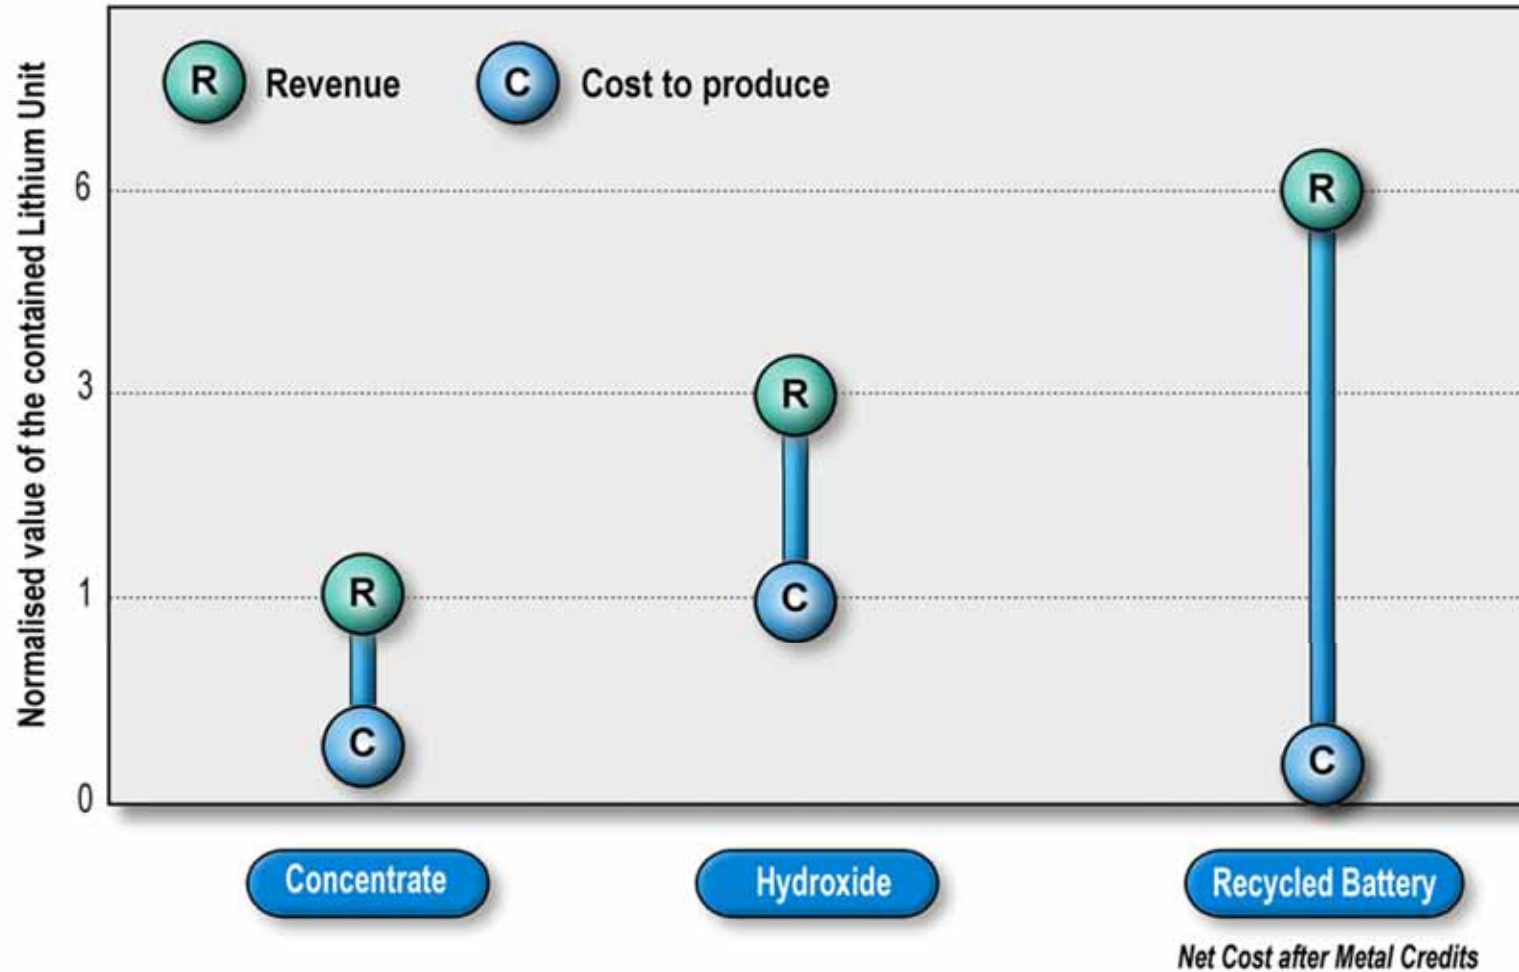 Normalised value of the contained Lithium Unit
R Revenue C Cost to produce
6
R
3
R
1
R
C
C
C
0
Concentrate Hydroxide Recycled Battery
Net Cost after Metal Credits